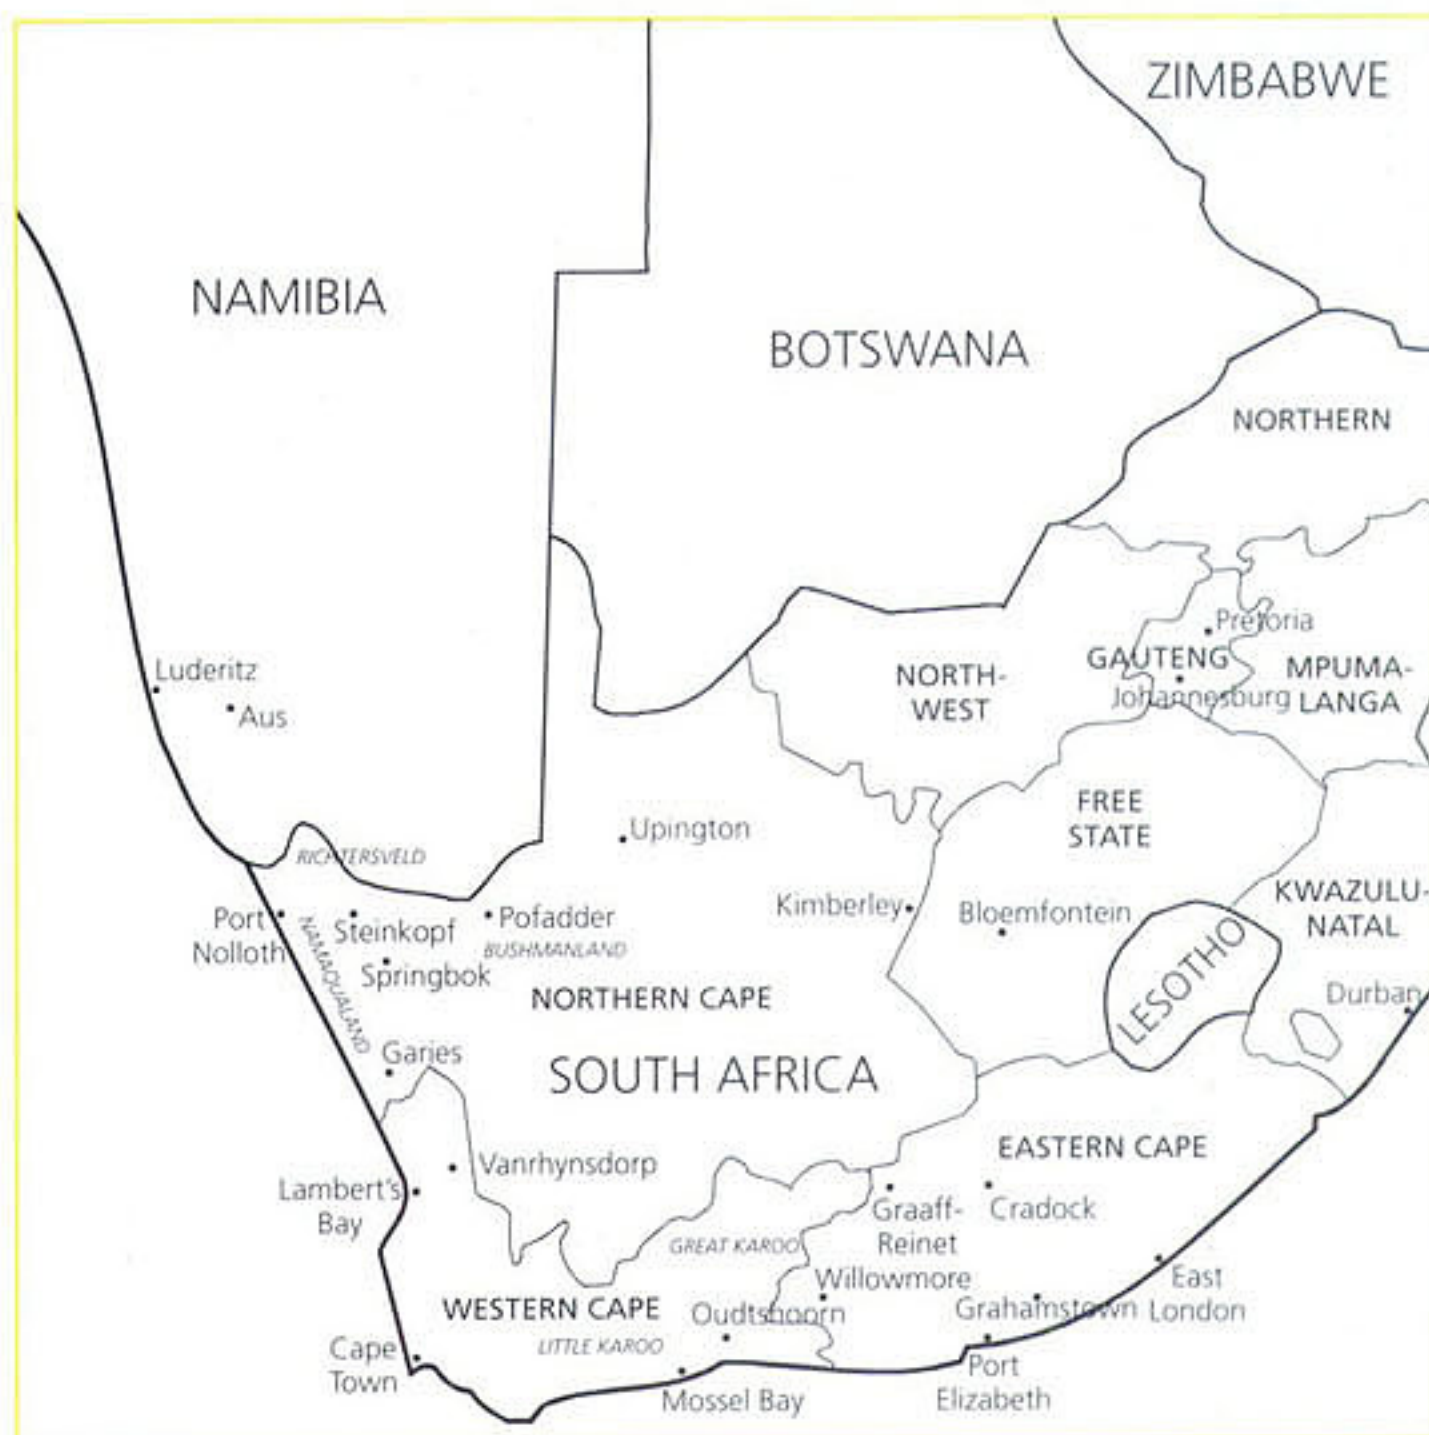 ZIMBABWE
NAMIBIA
BOTSWANA
NORTHERN
Pretoria
GAUTENG
NORTH-
WEST
MPUMA-
LANGA
Johannesburg
Luderitz
Aus
FREE
STATE
Upington
RICHTERSVELD
KWAZULU-
NATAL
Kimberley
Bloemfontein
Port
Nolloth
Steinkopf
Pofadder
BUSHMANLAND
NAMAQUALAND
Springbok
LESOTHO
NORTHERN CAPE
Durban
Garies
SOUTH AFRICA
EASTERN CAPE
Vanrhynsdorp
Lambert's
Bay
Graaff-
Reinet
Cradock
GREAT KAROO
Willowmore
East
London
WESTERN CAPE
Oudtshoorn
Grahamstown
LITTLE KAROO
Cape
Town
Port
Elizabeth
Mossel Bay